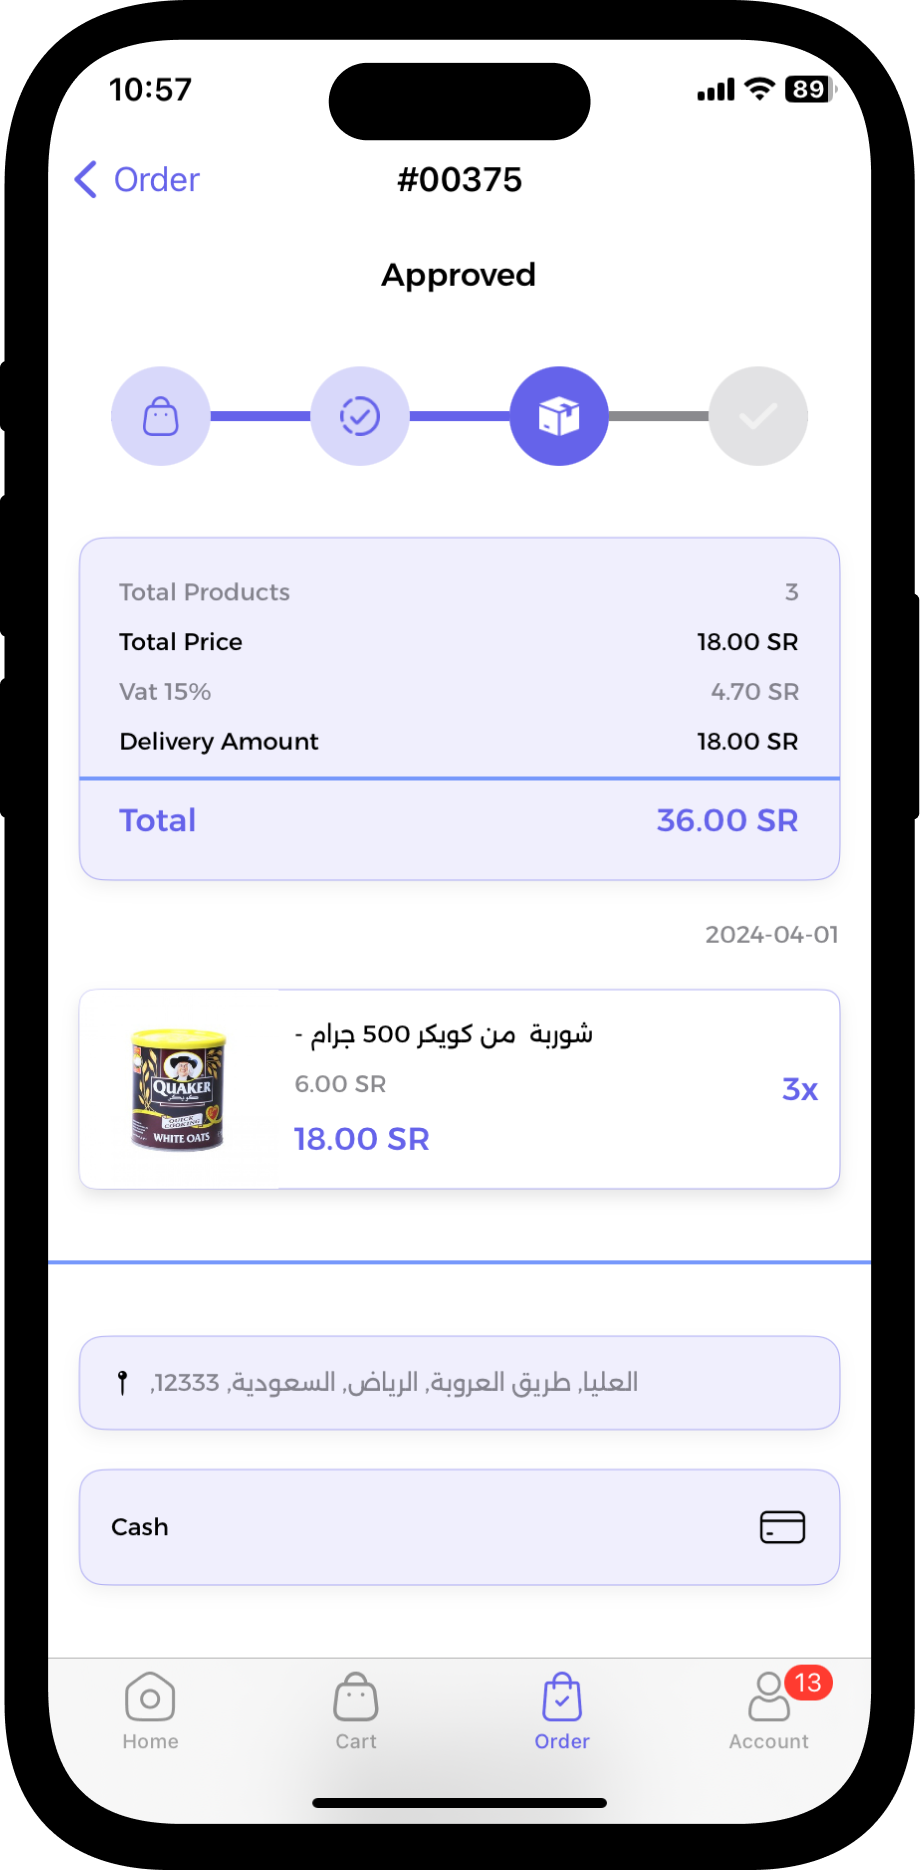 10:57
89
Order
#00375
Approved
Total Products 3
Total Price 18.00 SR
Vat 15% 4.70 SR
Delivery Amount 18.00 SR
Total 36.00 SR
2024-04-01
شوربة من كويكر 500 جرام -
6.00 SR
3x
18.00 SR
QUAKER
QUICK
COOKING
WHITE OATS
العليا, طريق العروبة, الرياض, السعودية, 12333,
Cash
13
Home
Cart
Order
Account